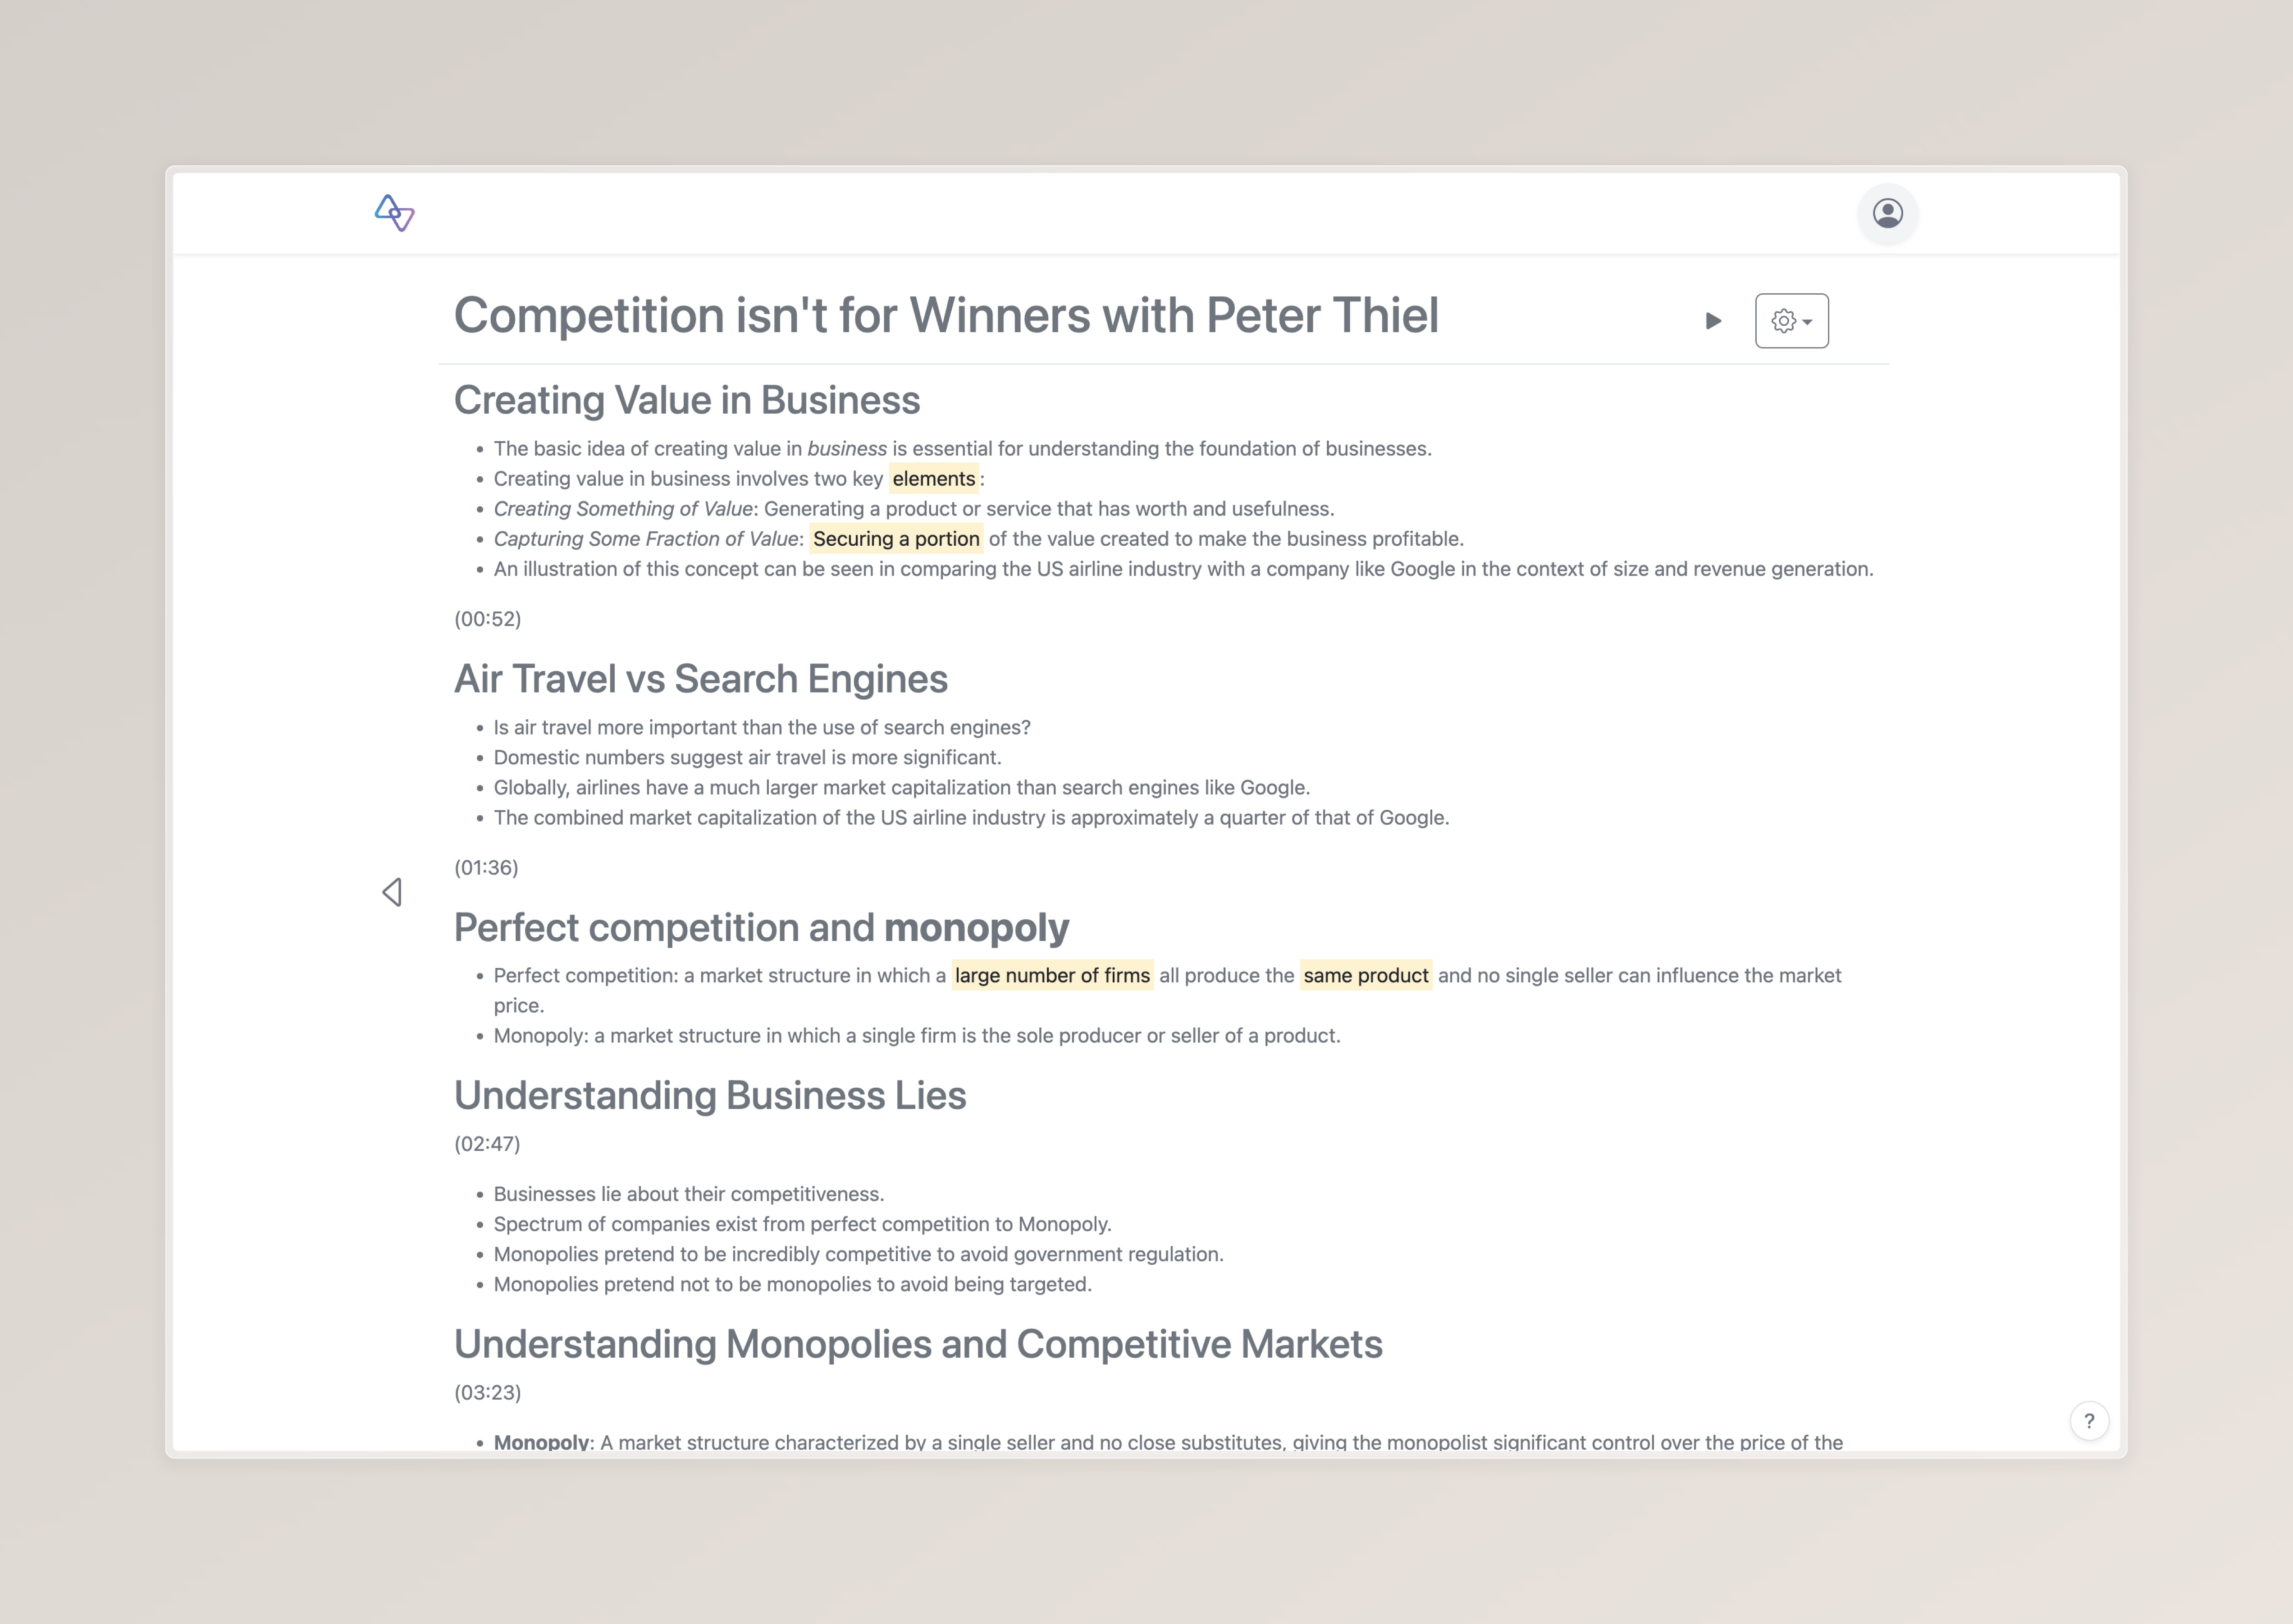 Competition isn't for Winners with Peter Thiel
Creating Value in Business
• The basic idea of creating value in business is essential for understanding the foundation of businesses.
• Creating value in business involves two key elements:
• Creating Something of Value: Generating a product or service that has worth and usefulness.
• Capturing Some Fraction of Value: Securing a portion of the value created to make the business profitable.
• An illustration of this concept can be seen in comparing the US airline industry with a company like Google in the context of size and revenue generation.
(00:52)
Air Travel vs Search Engines
• Is air travel more important than the use of search engines?
• Domestic numbers suggest air travel is more significant.
• Globally, airlines have a much larger market capitalization than search engines like Google.
• The combined market capitalization of the US airline industry is approximately a quarter of that of Google.
(01:36)
Perfect competition and monopoly
• Perfect competition: a market structure in which a large number of firms all produce the same product and no single seller can influence the market
price.
• Monopoly: a market structure in which a single firm is the sole producer or seller of a product.
Understanding Business Lies
(02:47)
• Businesses lie about their competitiveness.
• Spectrum of companies exist from perfect competition to Monopoly.
• Monopolies pretend to be incredibly competitive to avoid government regulation.
• Monopolies pretend not to be monopolies to avoid being targeted.
Understanding Monopolies and Competitive Markets
(03:23)
• Monopoly: A market structure characterized by a single seller and no close substitutes, giving the monopolist significant control over the price of the
?